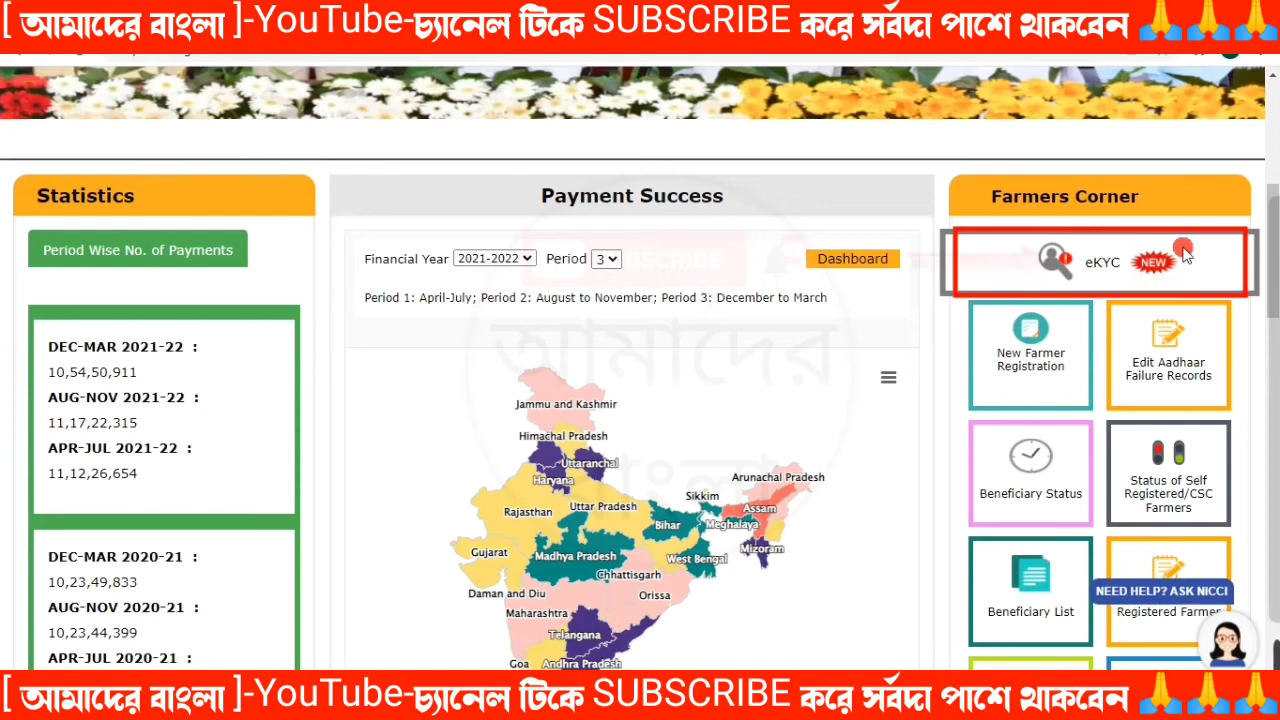 [ আমাদের বাংলা ]-YouTube-চ্যানেল টিকে SUBSCRIBE করে সর্বদা পাশে থাকবেন 🙏🙏🙏
Statistics
Period Wise No. of Payments
DEC-MAR 2021-22 :
10,54,50,911
AUG-NOV 2021-22 :
11,17,22,315
APR-JUL 2021-22 :
11,12,26,654
DEC-MAR 2020-21 :
10,23,49,833
AUG-NOV 2020-21 :
10,23,44,399
APR-JUL 2020-21 :
Payment Success
Financial Year 2021-2022 Period 3 Dashboard
Period 1: April-July; Period 2: August to November; Period 3: December to March
SUBSCRIBE
আমাদের
বাংলা
Jammu and Kashmir
Himachal Pradesh
Uttaranchal
Haryana
Arunachal Pradesh
Sikkim
Rajasthan
Uttar Pradesh
Assam
Bihar
Meghalaya
Mizoram
Gujarat
Madhya Pradesh
West Bengal
Chhattisgarh
Daman and Diu
Orissa
Maharashtra
Telangana
Goa
Andhra Pradesh
Farmers Corner
eKYC NEW
New Farmer
Registration
Edit Aadhaar
Failure Records
Beneficiary Status
Status of Self
Registered/CSC
Farmers
Beneficiary List
NEED HELP? ASK NICCI
Registered Farmer
[ আমাদের বাংলা ]-YouTube-চ্যানেল টিকে SUBSCRIBE করে সর্বদা পাশে থাকবেন 🙏🙏🙏